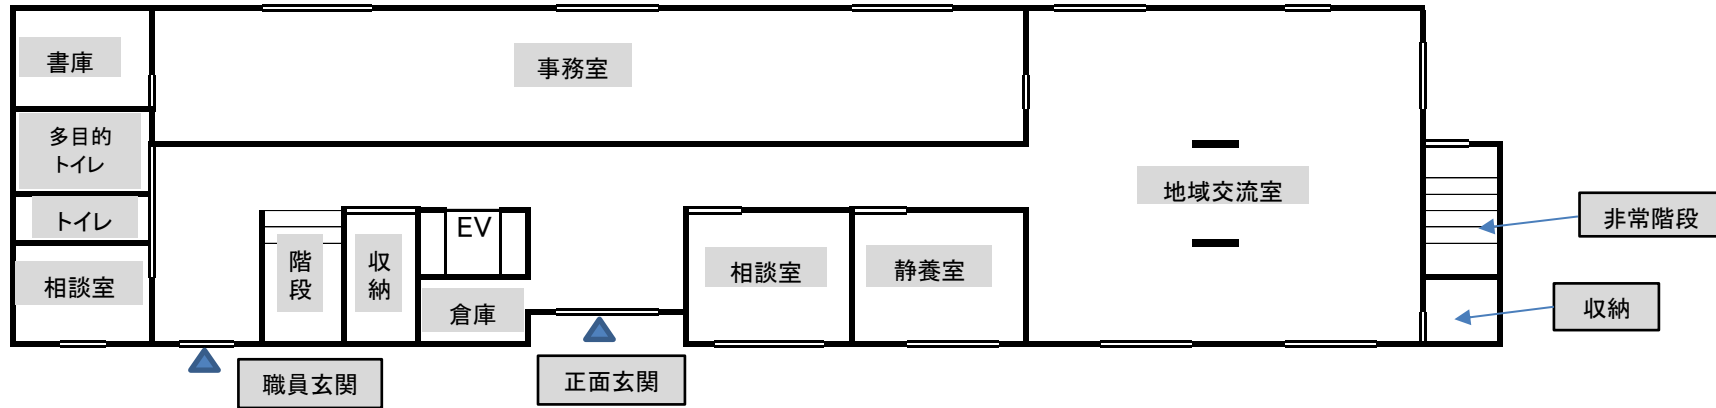 書庫
事務室
多目的
トイレ
トイレ
相談室
階
段
収
納
EV
倉庫
相談室
静養室
地域交流室
非常階段
収納
職員玄関
正面玄関